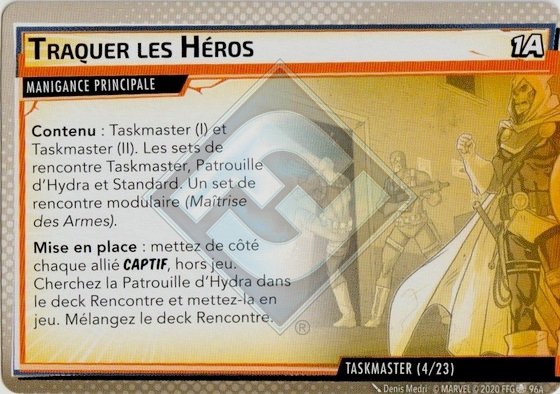 TRAQUER LES HÉROS
1A
MANIGANCE PRINCIPALE
Contenu : Taskmaster (I) et
Taskmaster (II). Les sets de
rencontre Taskmaster, Patrouille
d'Hydra et Standard. Un set de
rencontre modulaire (Maîtrise
des Armes).
Mise en place : mettez de côté
chaque allié CAPTIF, hors jeu.
Cherchez la Patrouille d'Hydra dans
le deck Rencontre et mettez-la en
jeu. Mélangez le deck Rencontre.
®
TASKMASTER (4/23)
Denis Medri © MARVEL © 2020 FFG 96A